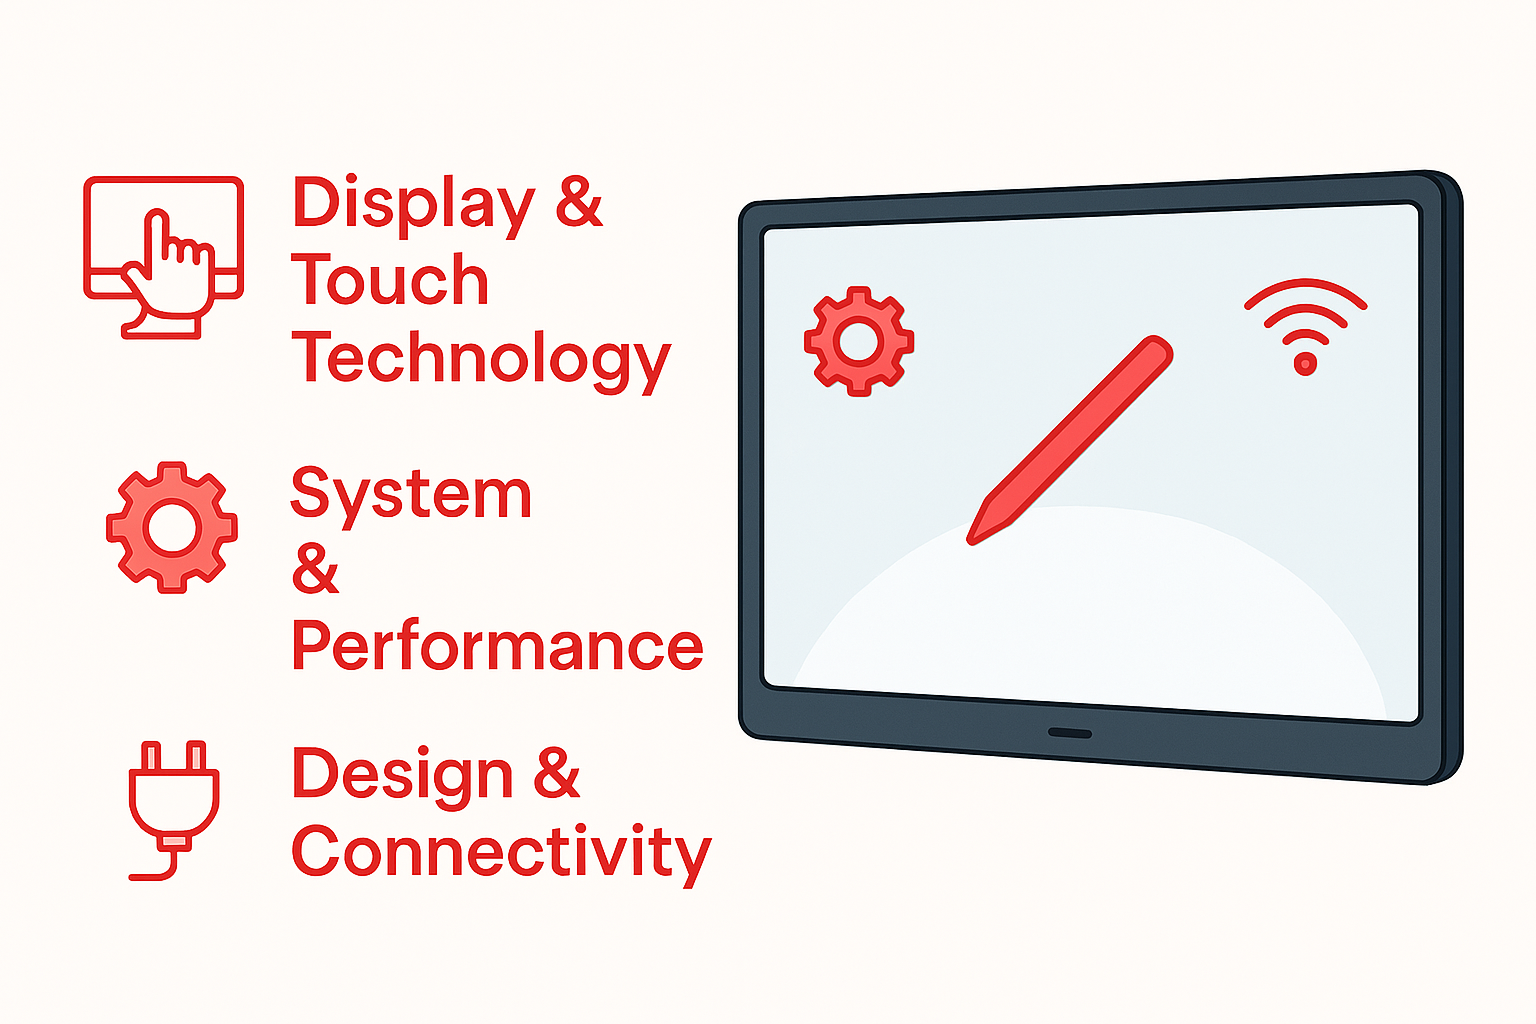 Display &
Touch
Technology
System
&
Performance
Design &
Connectivity